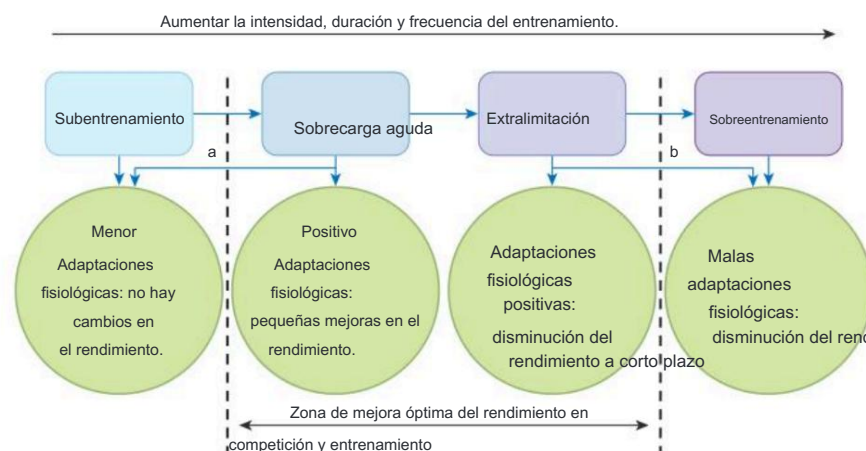 Aumentar la intensidad, duración y frecuencia del entrenamiento.
Subentrenamiento
Sobrecarga aguda
Extralimitación
Sobreentrenamiento
a
b
Menor
Adaptaciones
fisiológicas: no hay
cambios en
el rendimiento.
Positivo
Adaptaciones
fisiológicas:
pequeñas mejoras en el
rendimiento.
Adaptaciones
fisiológicas
positivas:
disminución del
rendimiento a corto plazo
Malas
adaptaciones
fisiológicas:
disminución del
Zona de mejora óptima del rendimiento en
competición y entrenamiento